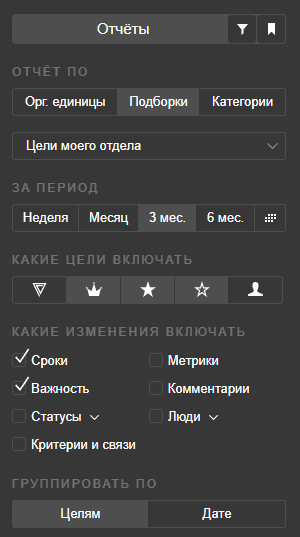 Отчёты
ОТЧЁТ ПО
Орг. единицы Подборки Категории
Цели моего отдела
ЗА ПЕРИОД
Неделя Месяц 3 мес. 6 мес.
КАКИЕ ЦЕЛИ ВКЛЮЧАТЬ
КАКИЕ ИЗМЕНЕНИЯ ВКЛЮЧАТЬ
Сроки Метрики
Важность Комментарии
Статусы Люди
Критерии и связи
ГРУППИРОВАТЬ ПО
Целям Дате